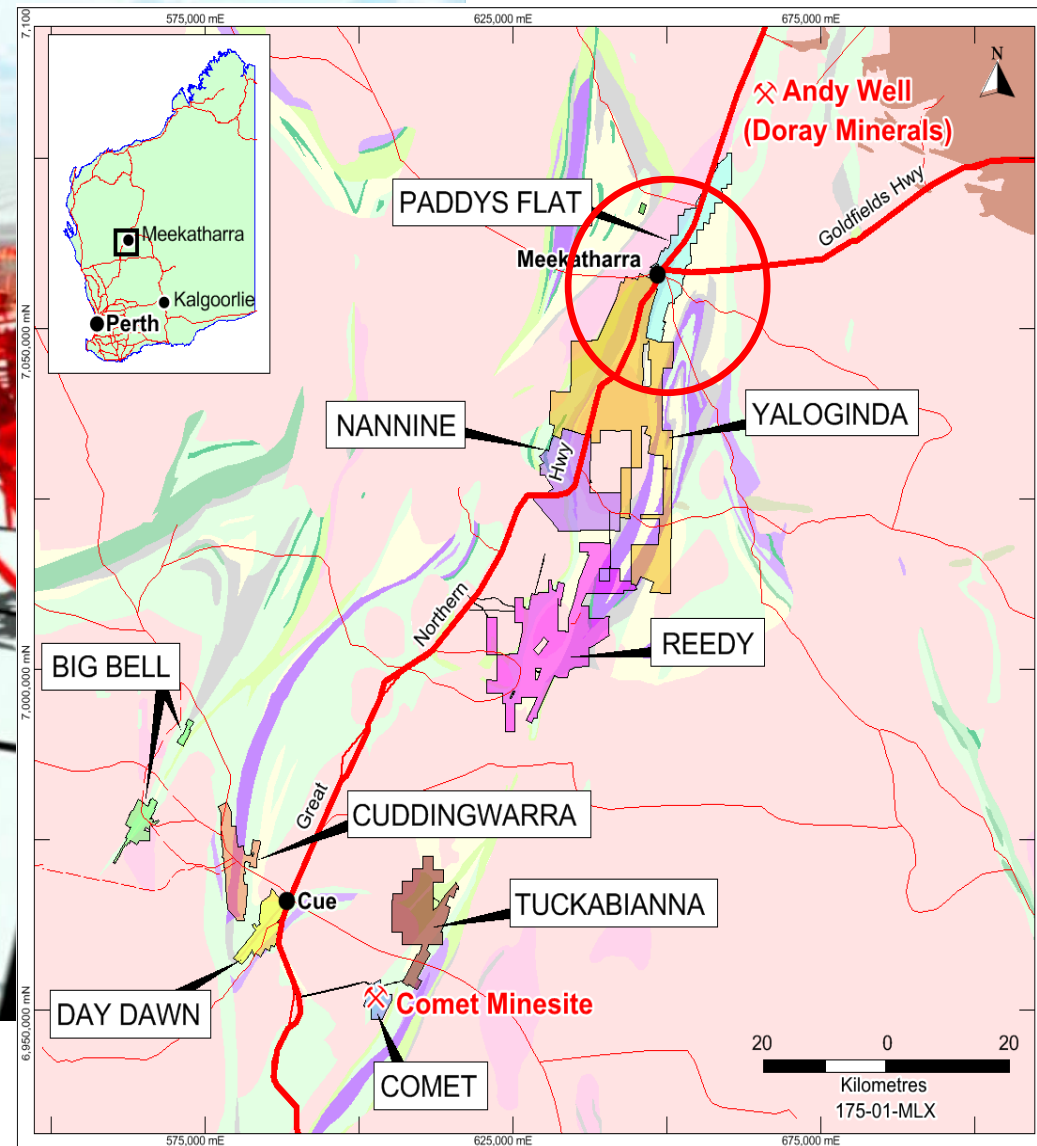 575,000 mE
625,000 mE
675,000 mE
7,100
N
Andy Well
(Doray Minerals)
Goldfields Hwy
PADDYS FLAT
Meekatharra
Meekatharra
Kalgoorlie
Perth
7,050,000 mN
NANNINE
YALOGINDA
Hwy
Northern
REEDY
BIG BELL
7,000,000 mN
Great
CUDDINGWARRA
Cue
TUCKABIANNA
DAY DAWN
Comet Minesite
COMET
6,950,000 mN
20
0
20
Kilometres
175-01-MLX
575,000 mE
625,000 mE
675,000 mE